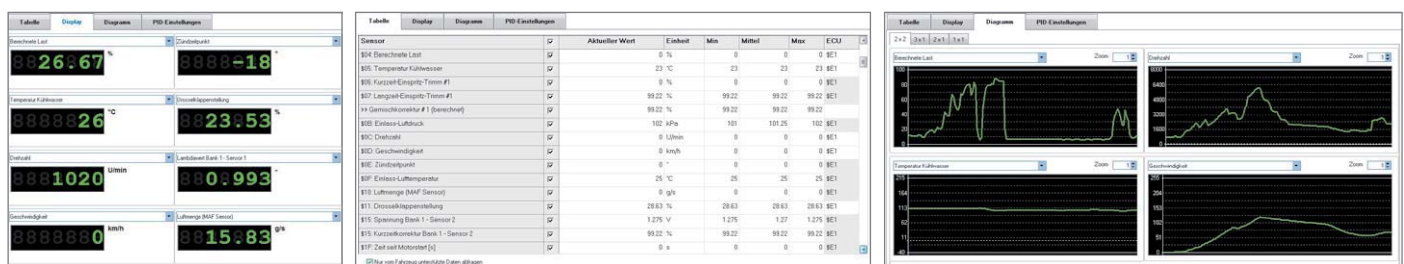 Tabelle Display Diagramm PID-Einstellungen
Berechnete Last Zündzeitpunkt
26.67 % -18 °
Temperatur Kühlwasser Drosselklappenstellung
26 °C 23.53 %
Drehzahl Lambdawert Bank 1 - Sensor 1
1020 U/min 0.993 -
Geschwindigkeit Luftmenge (MAF Sensor)
0 km/h 15.83 g/s
Tabelle Display Diagramm PID-Einstellungen
Sensor Aktueller Wert Einheit Min Mittel Max ECU
$04: Berechnete Last 0 % 0 0 0 $E1
$05: Temperatur Kühlwasser 23 °C 23 23 23 $E1
$06: Kurzzeit-Einspritz-Trimm #1 0 % 0 0 0 $E1
$07: Langzeit-Einspritz-Trimm #1 99.22 % 99.22 99.22 99.22 $E1
>> Gemischkorrektur # 1 (berechnet) 99.22 % 99.22 99.22 99.22
$0B: Einlass-Luftdruck 102 kPa 101 101.25 102 $E1
$0C: Drehzahl 0 U/min 0 0 0 $E1
$0D: Geschwindigkeit 0 km/h 0 0 0 $E1
$0E: Zündzeitpunkt 0 ° 0 0 0 $E1
$0F: Einlass-Lufttemperatur 25 °C 25 25 25 $E1
$10: Luftmenge (MAF Sensor) 0 g/s 0 0 0 $E1
$11: Drosselklappenstellung 28.63 % 28.63 28.63 28.63 $E1
$15: Spannung Bank 1 - Sensor 2 1.275 V 1.275 1.27 1.275 $E1
$15: Kurzzeitkorrektur Bank 1 - Sensor 2 99.22 % 99.22 99.22 99.22 $E1
$1F: Zeit seit Motorstart [s] 0 s 0 0 0 $E1
Nur vom Fahrzeug unterstützte Daten abfragen
Tabelle Display Diagramm PID-Einstellungen
2x2 3x1 2x1 1x1
Berechnete Last Zoom 1 Drehzahl Zoom 1
100 8000
80 6400
60 4800
40 3200
20 1600
0 0
Temperatur Kühlwasser Zoom 1 Geschwindigkeit Zoom 1
215 255
164 204
113 153
62 102
11 51
-40 0